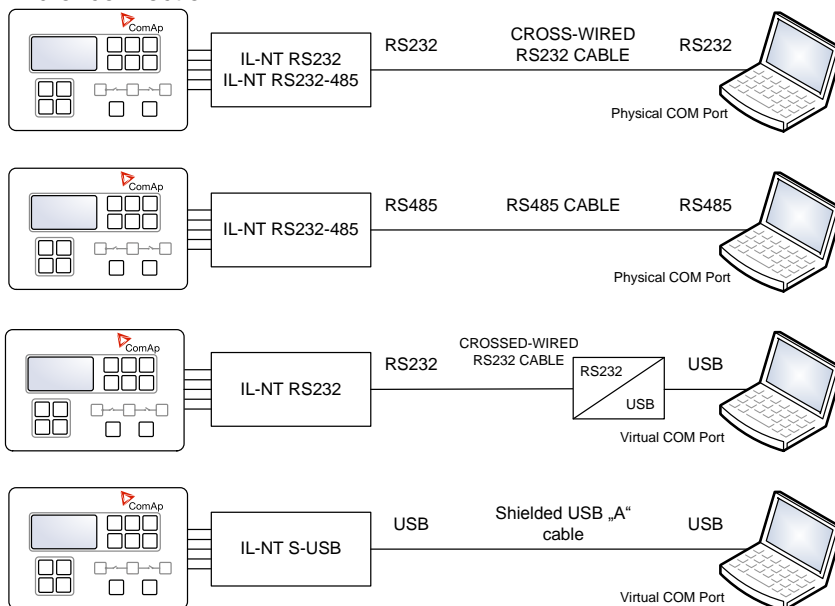 ComAp
IL-NT RS232
IL-NT RS232-485
RS232
CROSS-WIRED
RS232 CABLE
RS232
Physical COM Port
ComAp
IL-NT RS232-485
RS485
RS485 CABLE
RS485
Physical COM Port
ComAp
IL-NT RS232
RS232
CROSSED-WIRED
RS232 CABLE
RS232
USB
USB
Virtual COM Port
ComAp
IL-NT S-USB
USB
Shielded USB „A“
cable
USB
Virtual COM Port